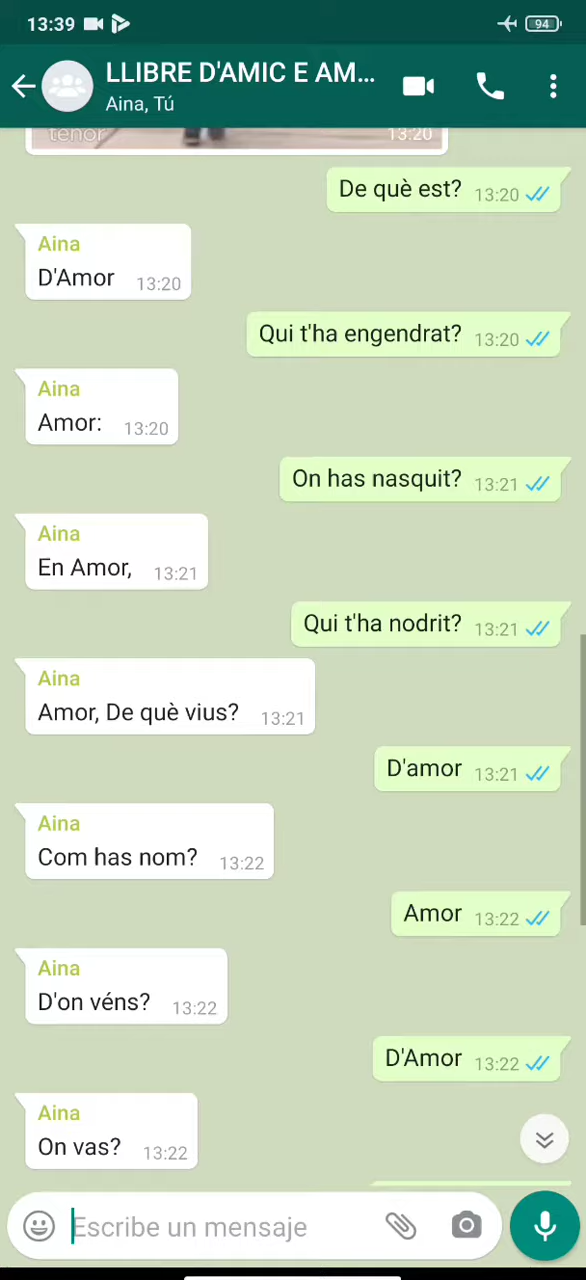 13:39
94
LLIBRE D'AMIC E AM...
Aina, Tú
tenor 13:20
De què est? 13:20
Aina
D'Amor 13:20
Qui t'ha engendrat? 13:20
Aina
Amor: 13:20
On has nasquit? 13:21
Aina
En Amor, 13:21
Qui t'ha nodrit? 13:21
Aina
Amor, De què vius? 13:21
D'amor 13:21
Aina
Com has nom? 13:22
Amor 13:22
Aina
D'on véns? 13:22
D'Amor 13:22
Aina
On vas? 13:22
Escribe un mensaje